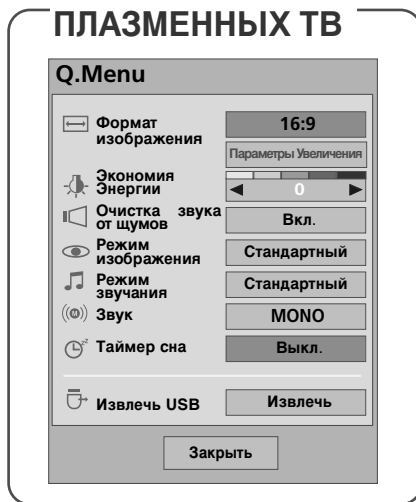 ПЛАЗМЕННЫХ ТВ
Q.Menu
Формат
изображения
16:9
Параметры Увеличения
Экономия
Энергии
0
Очистка звука
от щумов
Вкл.
Режим
изображения
Стандартный
Режим
звучания
Стандартный
Звук
MONO
Таймер сна
Выкл.
Извлечь USB
Извлечь
Закрыть